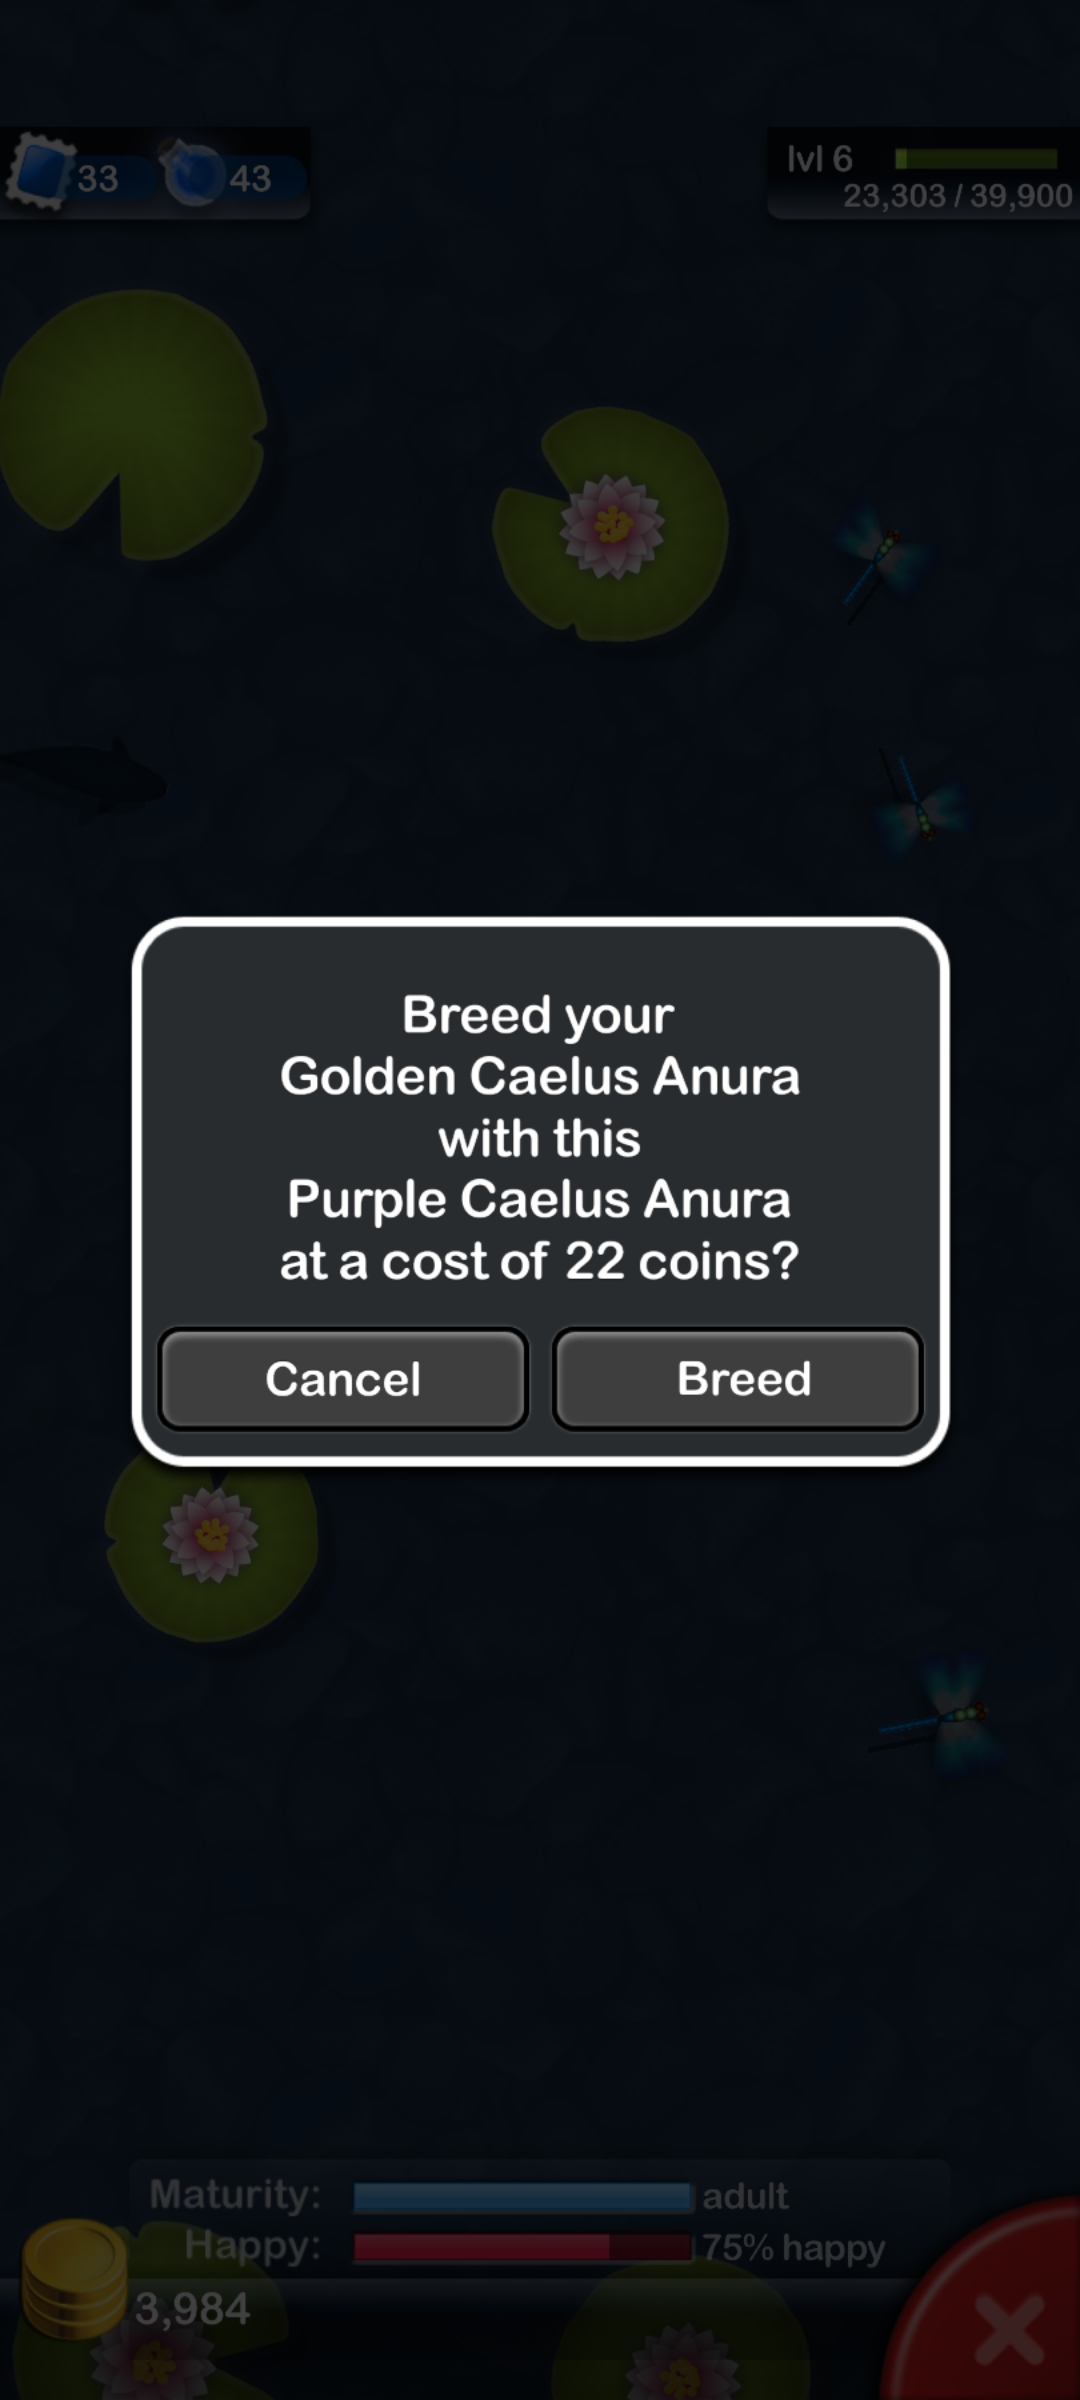 33 43
lvl 6
23,303 / 39,900
Breed your
Golden Caelus Anura
with this
Purple Caelus Anura
at a cost of 22 coins?
Cancel Breed
Maturity: adult
Happy: 75% happy
3,984